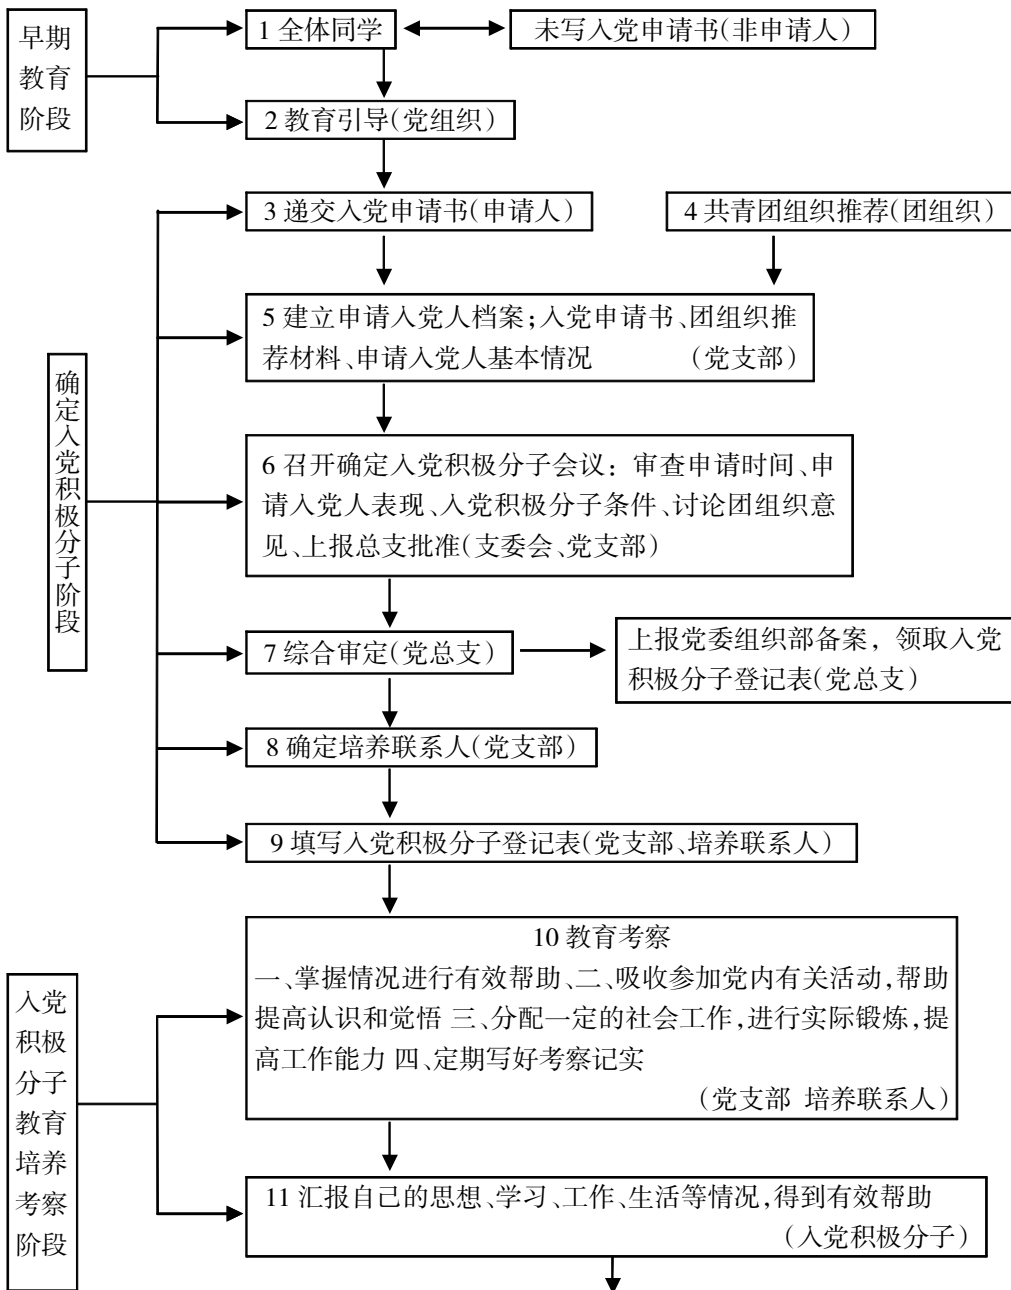 早期
教育
阶段
1 全体同学
未写入党申请书(非申请人)
2 教育引导(党组织)
确定入党积极分子阶段
3 递交入党申请书(申请人)
4 共青团组织推荐(团组织)
5 建立申请入党人档案;入党申请书、团组织推
荐材料、申请入党人基本情况 (党支部)
6 召开确定入党积极分子会议: 审查申请时间、申
请入党人表现、入党积极分子条件、讨论团组织意
见、上报总支批准(支委会、党支部)
7 综合审定(党总支)
上报党委组织部备案, 领取入党
积极分子登记表(党总支)
8 确定培养联系人(党支部)
9 填写入党积极分子登记表(党支部、培养联系人)
入党
积极
分子
教育
培养
考察
阶段
10 教育考察
一、掌握情况进行有效帮助、二、吸收参加党内有关活动,帮助
提高认识和觉悟 三、分配一定的社会工作,进行实际锻炼,提
高工作能力 四、定期写好考察记实
(党支部 培养联系人)
11 汇报自己的思想、学习、工作、生活等情况,得到有效帮助
(入党积极分子)